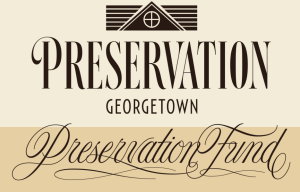 PRESERVATION
GEORGETOWN
Preservation Fund